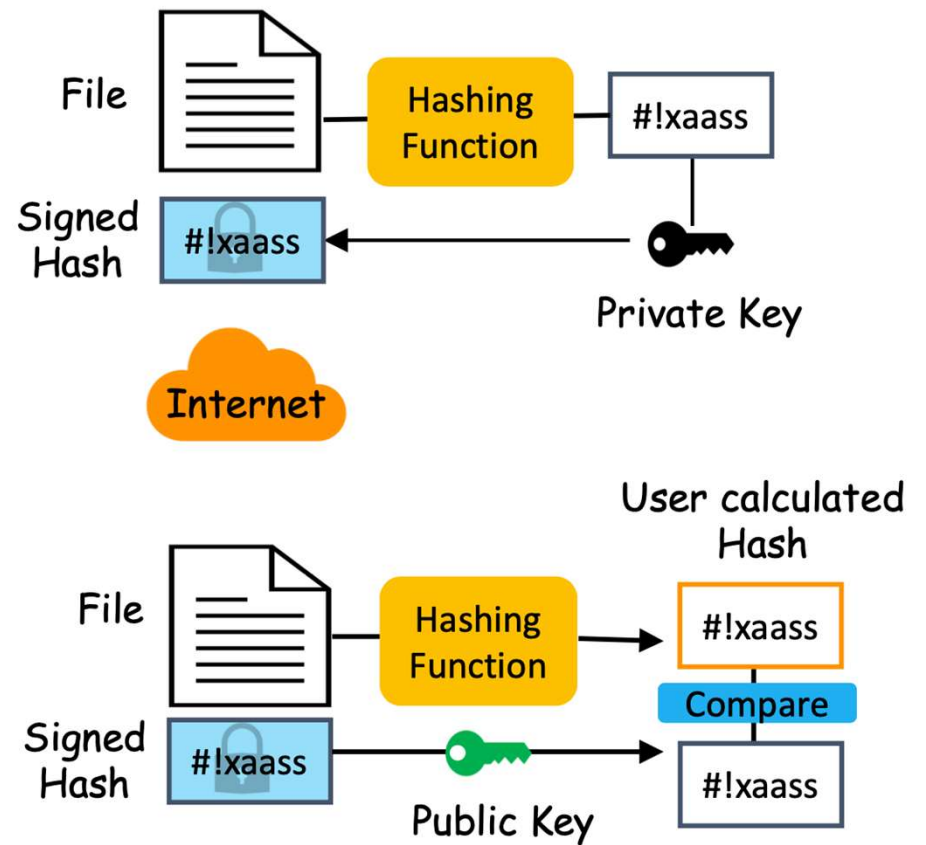 File
Hashing
Function
#!xaass
Signed
Hash
#!xaass
Private Key
Internet
User calculated
Hash
File
Hashing
Function
#!xaass
Compare
Signed
Hash
#!xaass
#!xaass
Public Key